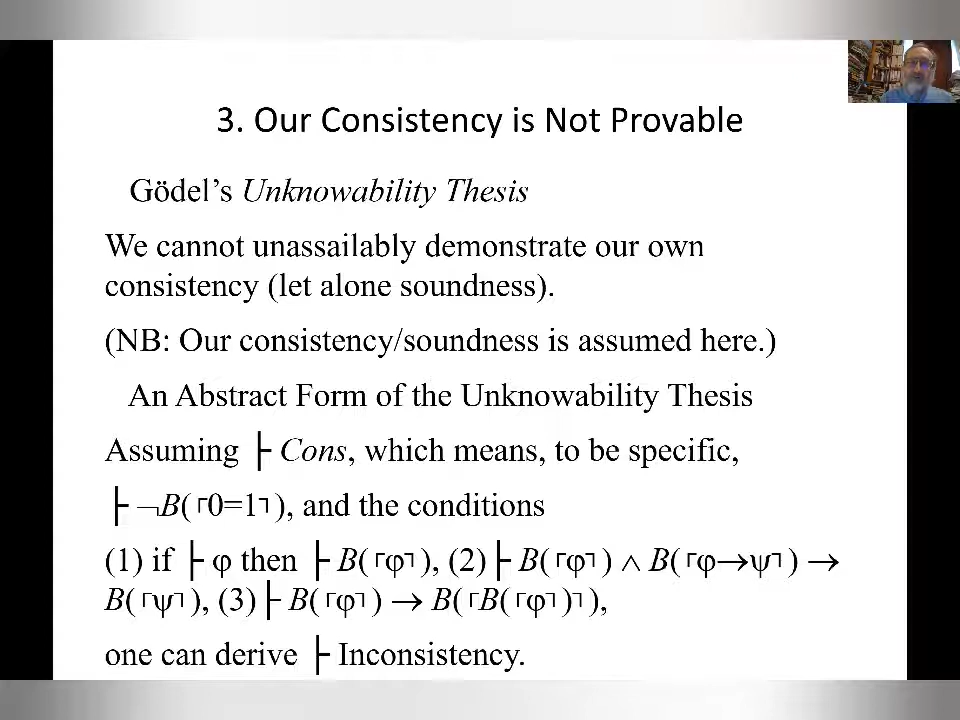 3. Our Consistency is Not Provable
Gödel’s Unknowability Thesis
We cannot unassailably demonstrate our own
consistency (let alone soundness).
(NB: Our consistency/soundness is assumed here.)
An Abstract Form of the Unknowability Thesis
Assuming ├ Cons, which means, to be specific,
├ ¬B(⌜0=1⌝), and the conditions
(1) if ├ φ then ├ B(⌜φ⌝), (2)├ B(⌜φ⌝) ∧ B(⌜φ→ψ⌝) →
B(⌜ψ⌝), (3)├ B(⌜φ⌝) → B(⌜B(⌜φ⌝)⌝),
one can derive ├ Inconsistency.